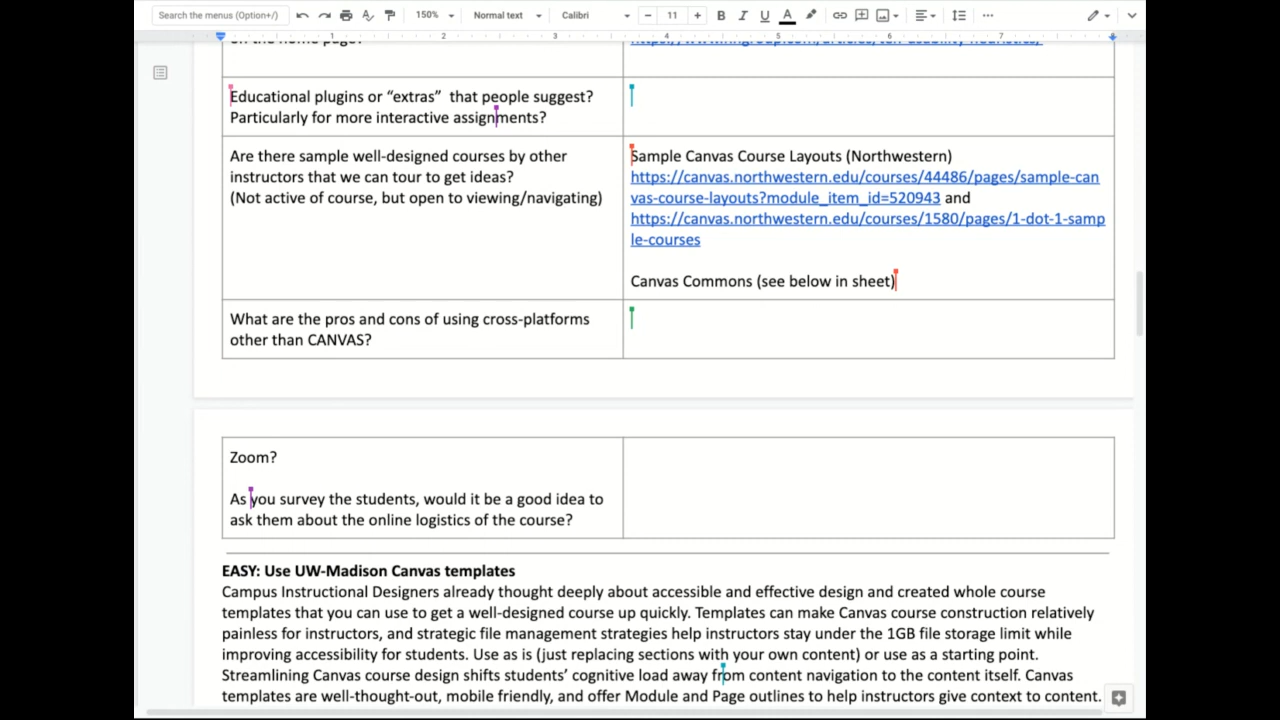 Search the menus (Option+/)
150%
Normal text
Calibri
11
B I U A
1 2 3 4 5 6 7 8
on the home page?
Educational plugins or “extras”  that people suggest?
Particularly for more interactive assignments?
Are there sample well-designed courses by other
instructors that we can tour to get ideas?
(Not active of course, but open to viewing/navigating)
Sample Canvas Course Layouts (Northwestern)
https://canvas.northwestern.edu/courses/44486/pages/sample-can
vas-course-layouts?module_item_id=520943 and
https://canvas.northwestern.edu/courses/1580/pages/1-dot-1-samp
le-courses
Canvas Commons (see below in sheet)
What are the pros and cons of using cross-platforms
other than CANVAS?
Zoom?
As you survey the students, would it be a good idea to
ask them about the online logistics of the course?
EASY: Use UW-Madison Canvas templates
Campus Instructional Designers already thought deeply about accessible and effective design and created whole course
templates that you can use to get a well-designed course up quickly. Templates can make Canvas course construction relatively
painless for instructors, and strategic file management strategies help instructors stay under the 1GB file storage limit while
improving accessibility for students. Use as is (just replacing sections with your own content) or use as a starting point.
Streamlining Canvas course design shifts students’ cognitive load away from content navigation to the content itself. Canvas
templates are well-thought-out, mobile friendly, and offer Module and Page outlines to help instructors give context to content.